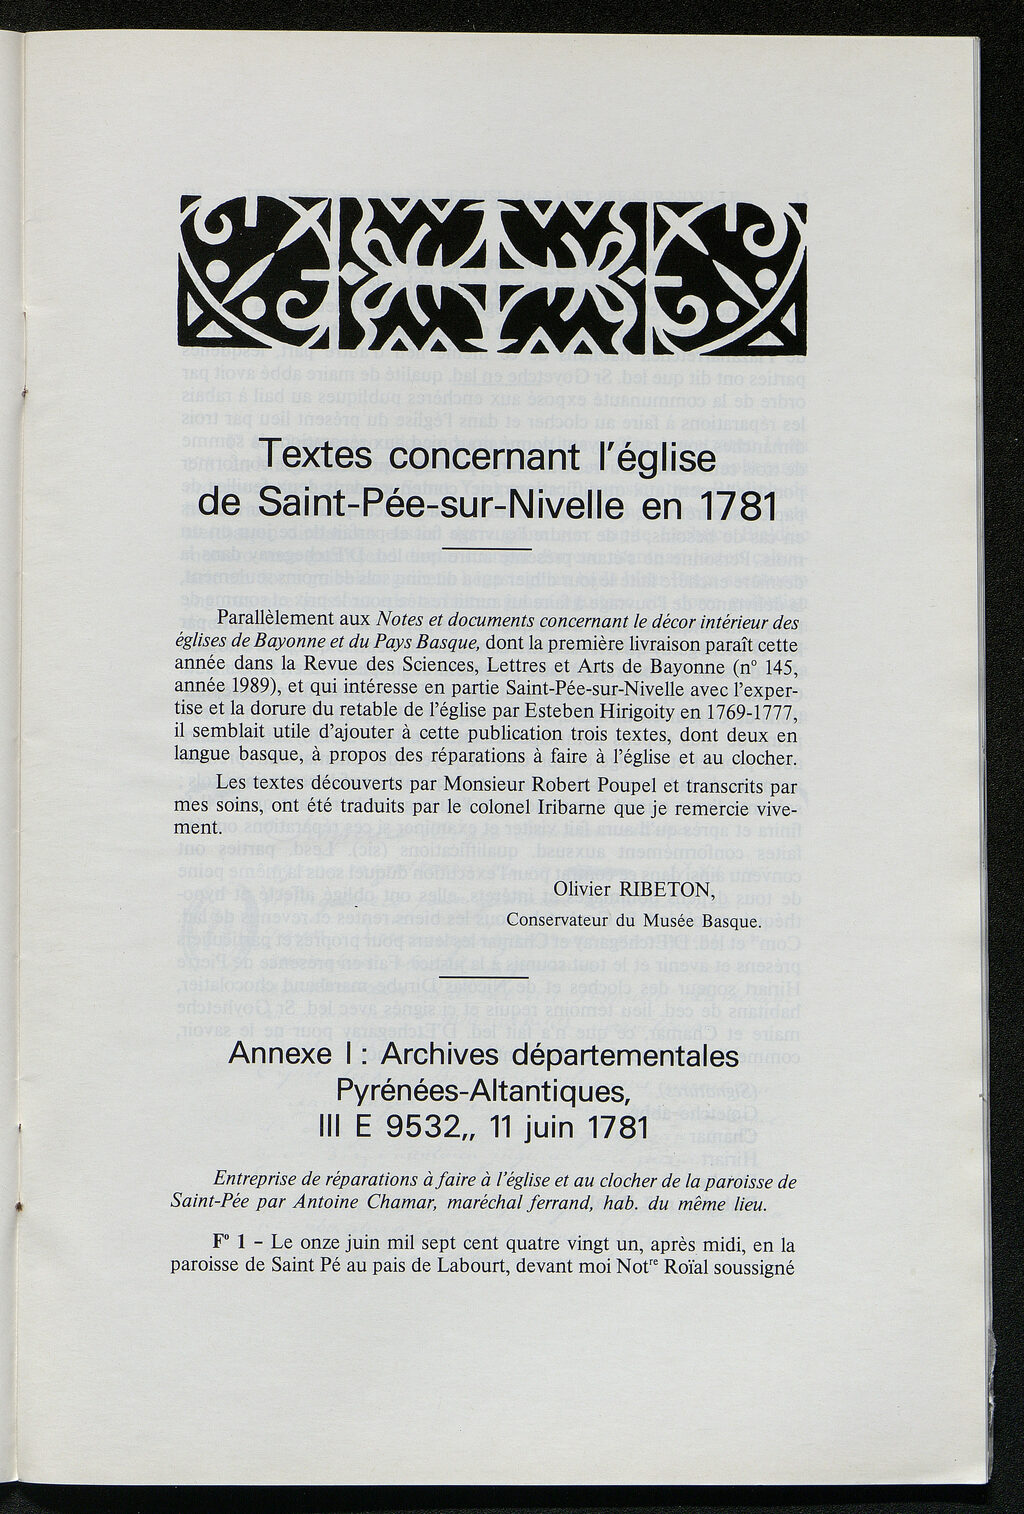 Textes concernant l'église
de Saint-Pée-sur-Nivelle en 1781
Parallèlement aux Notes et documents concernant le décor intérieur des
églises de Bayonne et du Pays Basque, dont la première livraison paraît cette
année dans la Revue des Sciences, Lettres et Arts de Bayonne (n° 145,
année 1989), et qui intéresse en partie Saint-Pée-sur-Nivelle avec l'exper-
tise et la dorure du retable de l'église par Esteben Hirigoity en 1769-1777,
il semblait utile d'ajouter à cette publication trois textes, dont deux en
langue basque, à propos des réparations à faire à l'église et au clocher.
Les textes découverts par Monsieur Robert Poupel et transcrits par
mes soins, ont été traduits par le colonel Iribarne que je remercie vive-
ment.
Olivier RIBETON,
Conservateur du Musée Basque.
Annexe I : Archives départementales
Pyrénées-Altantiques,
III E 9532,, 11 juin 1781
Entreprise de réparations à faire à l'église et au clocher de la paroisse de
Saint-Pée par Antoine Chamar, maréchal ferrand, hab. du même lieu.
F° 1 – Le onze juin mil sept cent quatre vingt un, après midi, en la
paroisse de Saint Pé au pais de Labourt, devant moi Notre Roïal soussigné